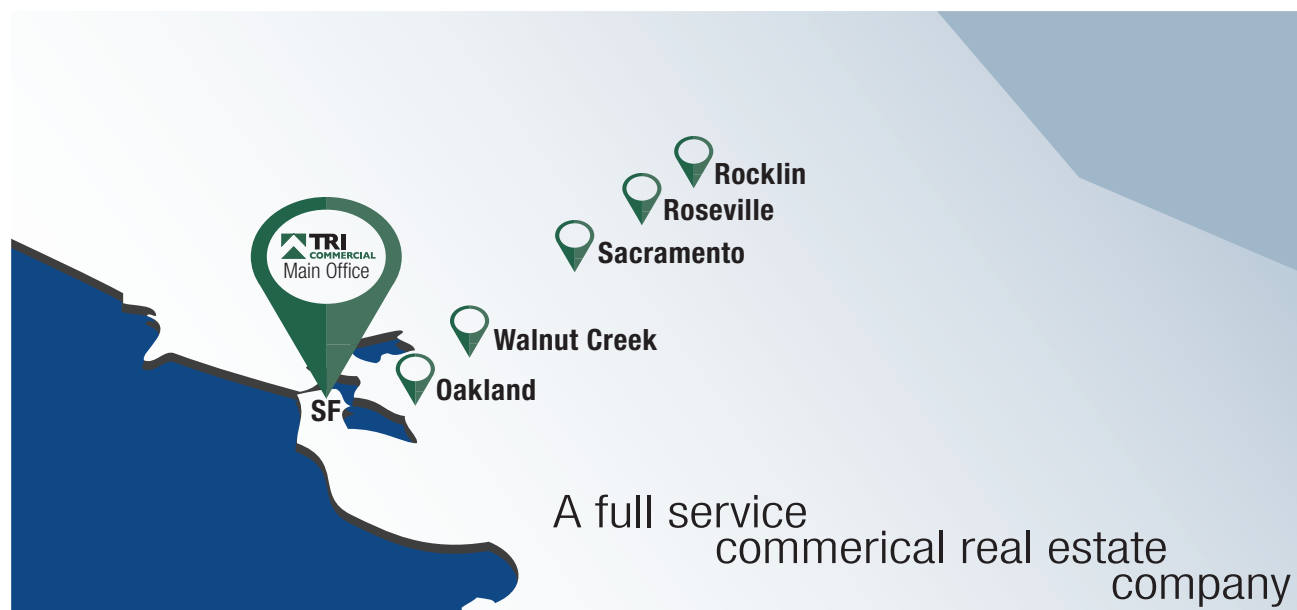 Rocklin
Roseville
Sacramento
TRI
COMMERCIAL
Main Office
Walnut Creek
Oakland
SF
A full service
commerical real estate
company